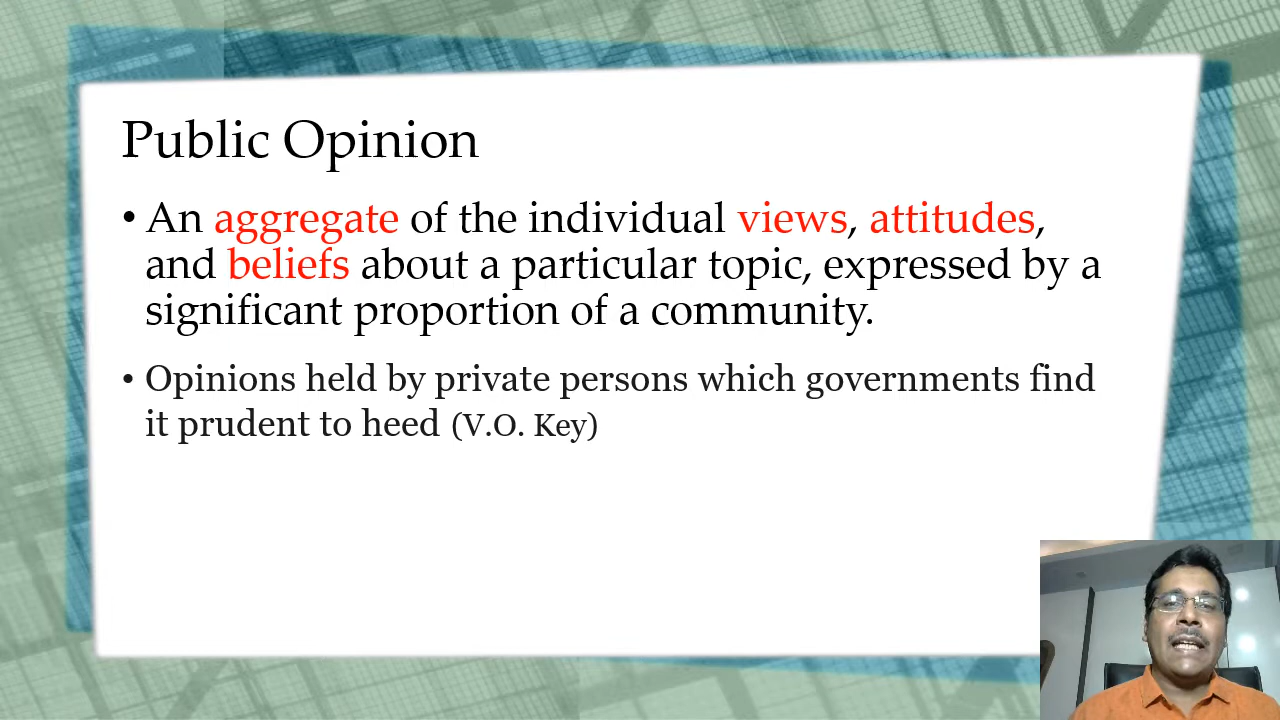 Public Opinion
• An aggregate of the individual views, attitudes,
and beliefs about a particular topic, expressed by a
significant proportion of a community.
• Opinions held by private persons which governments find
it prudent to heed (V.O. Key)